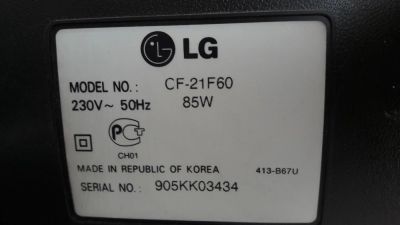 LG
MODEL NO.: CF-21F60
230V~ 50Hz 85W
PCT
CH01
MADE IN REPUBLIC OF KOREA 413-B67U
SERIAL NO.: 905KK03434